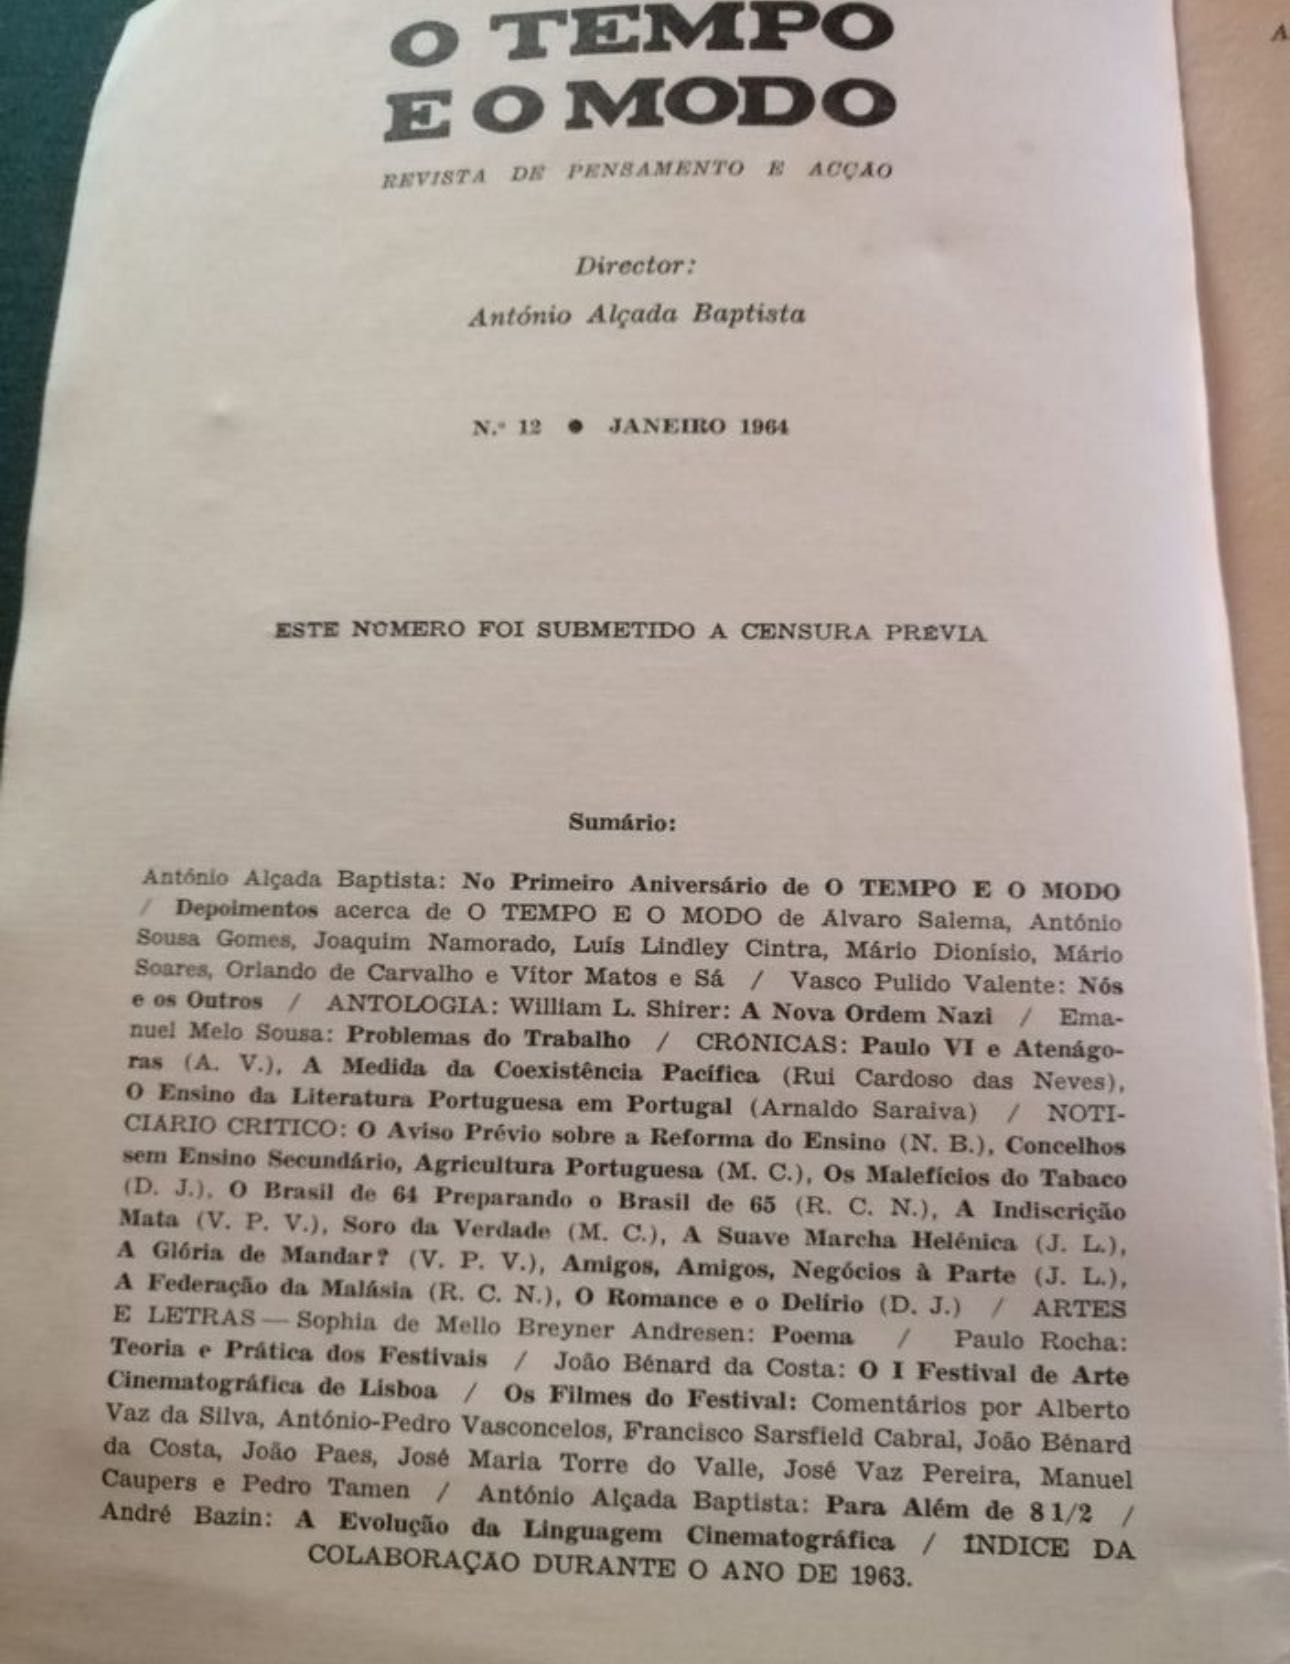 O TEMPO
E O MODO
REVISTA DE PENSAMENTO E ACÇÃO
Director:
António Alçada Baptista
N.º 12 ● JANEIRO 1964
ESTE NÚMERO FOI SUBMETIDO A CENSURA PRÉVIA
Sumário:
António Alçada Baptista: No Primeiro Aniversário de O TEMPO E O MODO
/ Depoimentos acerca de O TEMPO E O MODO de Álvaro Salema, António
Sousa Gomes, Joaquim Namorado, Luís Lindley Cintra, Mário Dionísio, Mário
Soares, Orlando de Carvalho e Vítor Matos e Sá / Vasco Pulido Valente: Nós
e os Outros / ANTOLOGIA: William L. Shirer: A Nova Ordem Nazi / Ema-
nuel Melo Sousa: Problemas do Trabalho / CRÓNICAS: Paulo VI e Atenágo-
ras (A. V.), A Medida da Coexistência Pacífica (Rui Cardoso das Neves),
O Ensino da Literatura Portuguesa em Portugal (Arnaldo Saraiva) / NOTI-
CIÁRIO CRÍTICO: O Aviso Prévio sobre a Reforma do Ensino (N. B.), Concelhos
sem Ensino Secundário, Agricultura Portuguesa (M. C.), Os Malefícios do Tabaco
(D. J.), O Brasil de 64 Preparando o Brasil de 65 (R. C. N.), A Indiscrição
Mata (V. P. V.), Soro da Verdade (M. C.), A Suave Marcha Helénica (J. L.),
A Glória de Mandar? (V. P. V.), Amigos, Amigos, Negócios à Parte (J. L.),
A Federação da Malásia (R. C. N.), O Romance e o Delírio (D. J.) / ARTES
E LETRAS — Sophia de Mello Breyner Andresen: Poema / Paulo Rocha:
Teoria e Prática dos Festivais / João Bénard da Costa: O I Festival de Arte
Cinematográfica de Lisboa / Os Filmes do Festival: Comentários por Alberto
Vaz da Silva, António-Pedro Vasconcelos, Francisco Sarsfield Cabral, João Bénard
da Costa, João Paes, José Maria Torre do Valle, José Vaz Pereira, Manuel
Caupers e Pedro Tamen / António Alçada Baptista: Para Além de 8 1/2 /
André Bazin: A Evolução da Linguagem Cinematográfica / ÍNDICE DA
COLABORAÇÃO DURANTE O ANO DE 1963.
A